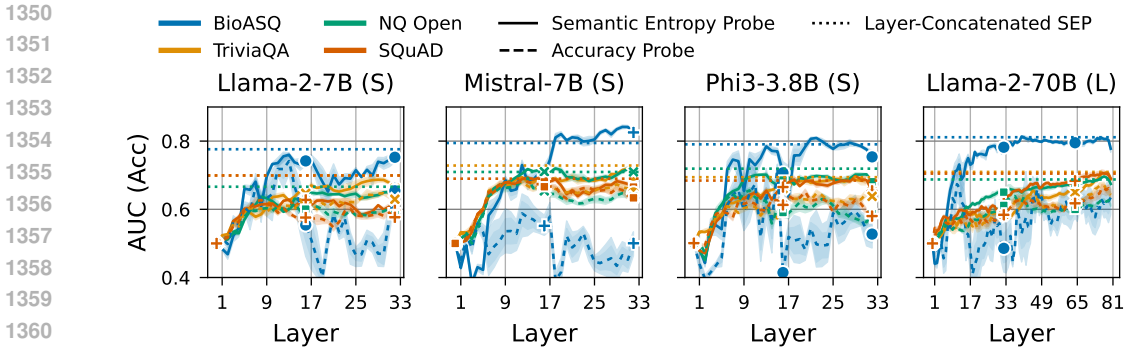 1350
1351
1352
1353
1354
1355
1356
1357
1358
1359
1360
BioASQ
NQ Open
Semantic Entropy Probe
Layer-Concatenated SEP
TriviaQA
SQuAD
Accuracy Probe
Llama-2-7B (S)
Mistral-7B (S)
Phi3-3.8B (S)
Llama-2-70B (L)
AUC (Acc)
0.8
0.6
0.4
1 9 17 25 33
1 9 17 25 33
1 9 17 25 33
1 17 33 49 65 81
Layer
Layer
Layer
Layer